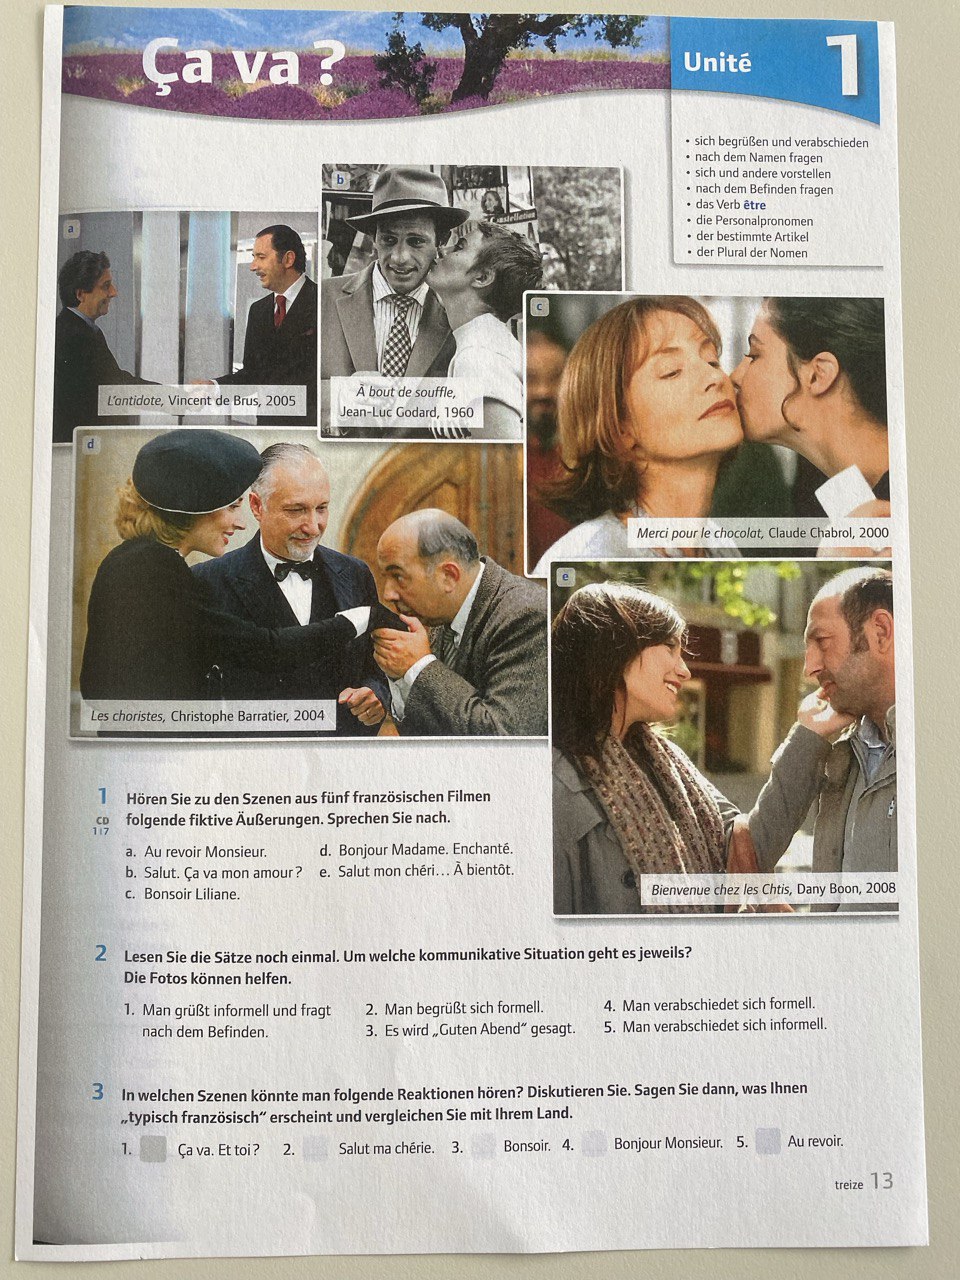 Ça va ?
Unité 1
• sich begrüßen und verabschieden
• nach dem Namen fragen
• sich und andere vorstellen
• nach dem Befinden fragen
• das Verb être
• die Personalpronomen
• der bestimmte Artikel
• der Plural der Nomen
a
L'antidote, Vincent de Brus, 2005
b
À bout de souffle,
Jean-Luc Godard, 1960
c
Merci pour le chocolat, Claude Chabrol, 2000
d
Les choristes, Christophe Barratier, 2004
e
Bienvenue chez les Chtis, Dany Boon, 2008
1 Hören Sie zu den Szenen aus fünf französischen Filmen
CD folgende fiktive Äußerungen. Sprechen Sie nach.
1|7
a. Au revoir Monsieur.
b. Salut. Ça va mon amour ?
c. Bonsoir Liliane.
d. Bonjour Madame. Enchanté.
e. Salut mon chéri... À bientôt.
2 Lesen Sie die Sätze noch einmal. Um welche kommunikative Situation geht es jeweils?
Die Fotos können helfen.
1. Man grüßt informell und fragt
nach dem Befinden.
2. Man begrüßt sich formell.
3. Es wird „Guten Abend“ gesagt.
4. Man verabschiedet sich formell.
5. Man verabschiedet sich informell.
3 In welchen Szenen könnte man folgende Reaktionen hören? Diskutieren Sie. Sagen Sie dann, was Ihnen
„typisch französisch“ erscheint und vergleichen Sie mit Ihrem Land.
1. Ça va. Et toi ? 2. Salut ma chérie. 3. Bonsoir. 4. Bonjour Monsieur. 5. Au revoir.
treize 13